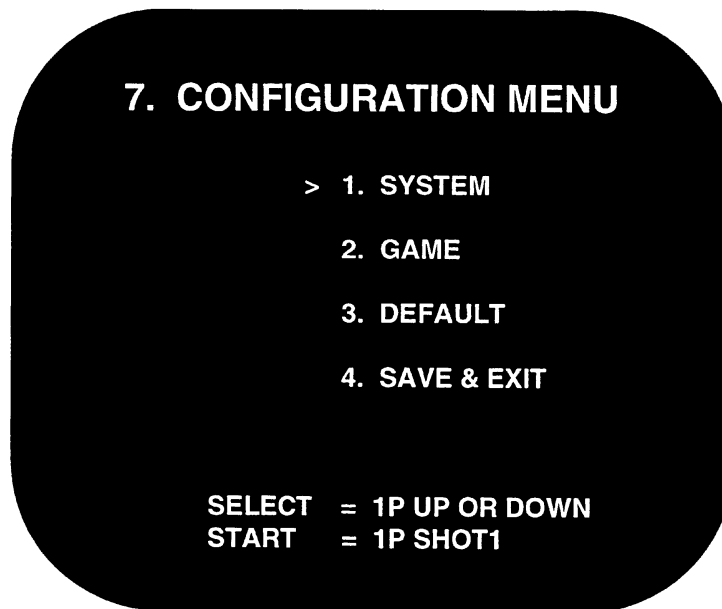 7. CONFIGURATION MENU
> 1. SYSTEM
2. GAME
3. DEFAULT
4. SAVE & EXIT
SELECT = 1P UP OR DOWN
START = 1P SHOT1